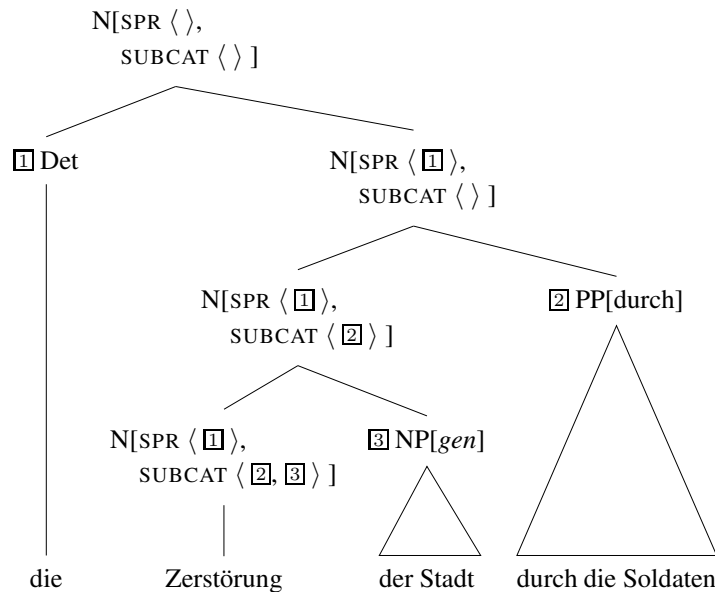 N[SPR ⟨ ⟩,
SUBCAT ⟨ ⟩ ]
1 Det
N[SPR ⟨ 1 ⟩,
SUBCAT ⟨ ⟩ ]
N[SPR ⟨ 1 ⟩,
SUBCAT ⟨ 2 ⟩ ]
2 PP[durch]
N[SPR ⟨ 1 ⟩,
SUBCAT ⟨ 2, 3 ⟩ ]
3 NP[gen]
die Zerstörung der Stadt durch die Soldaten